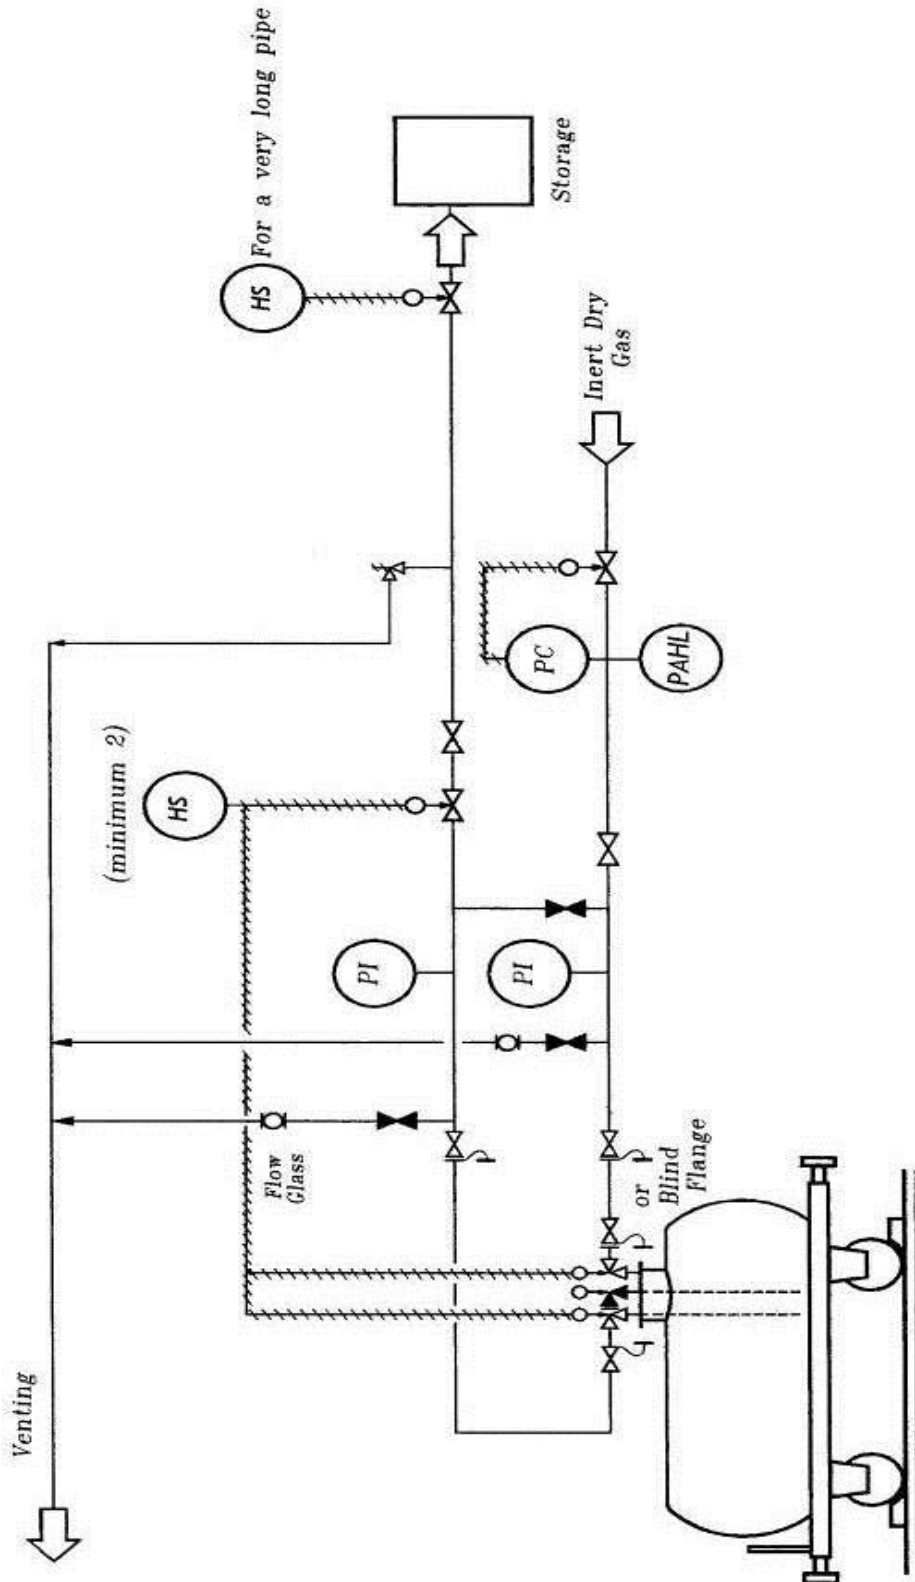 Venting
(minimum 2)
HS
HS
For a very long pipe
Storage
PI
PI
PC
PAHL
Inert Dry
Gas
Flow
Glass
or
Blind
Flange